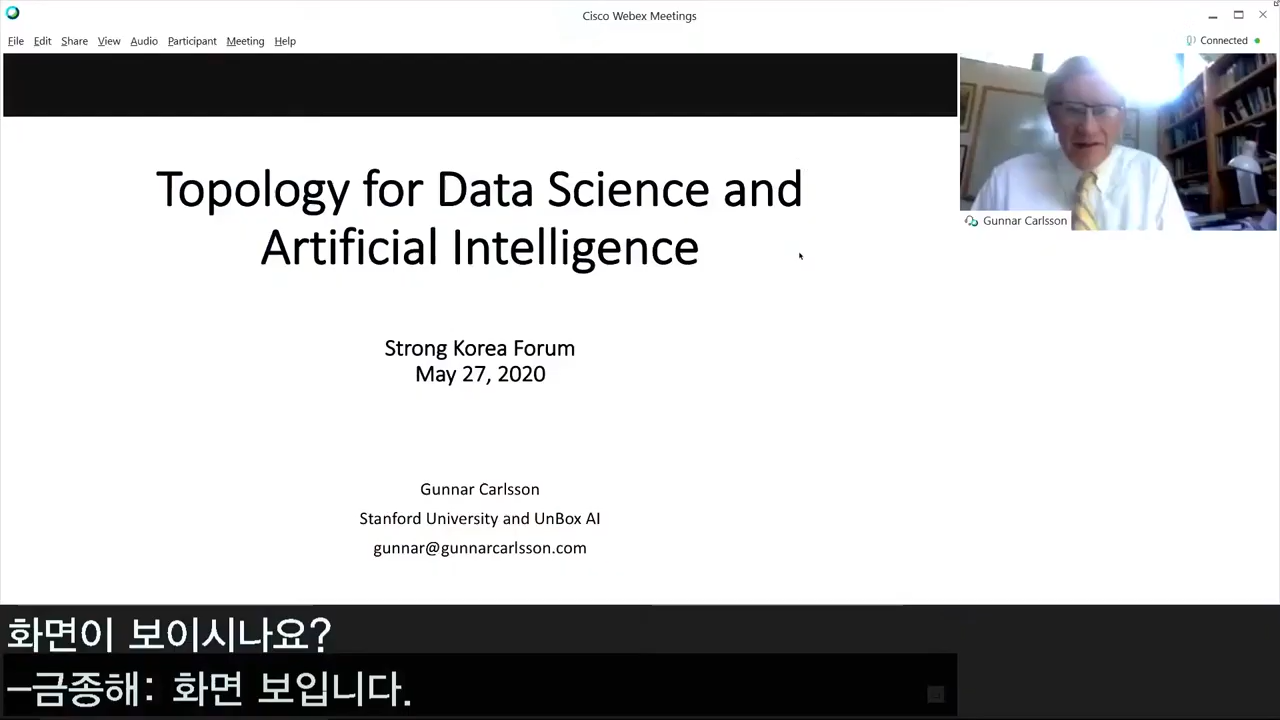 Cisco Webex Meetings
File Edit Share View Audio Participant Meeting Help
Connected
Topology for Data Science and
Artificial Intelligence
Gunnar Carlsson
Strong Korea Forum
May 27, 2020
Gunnar Carlsson
Stanford University and UnBox AI
gunnar@gunnarcarlsson.com
화면이 보이시나요?
-금종해: 화면 보입니다.